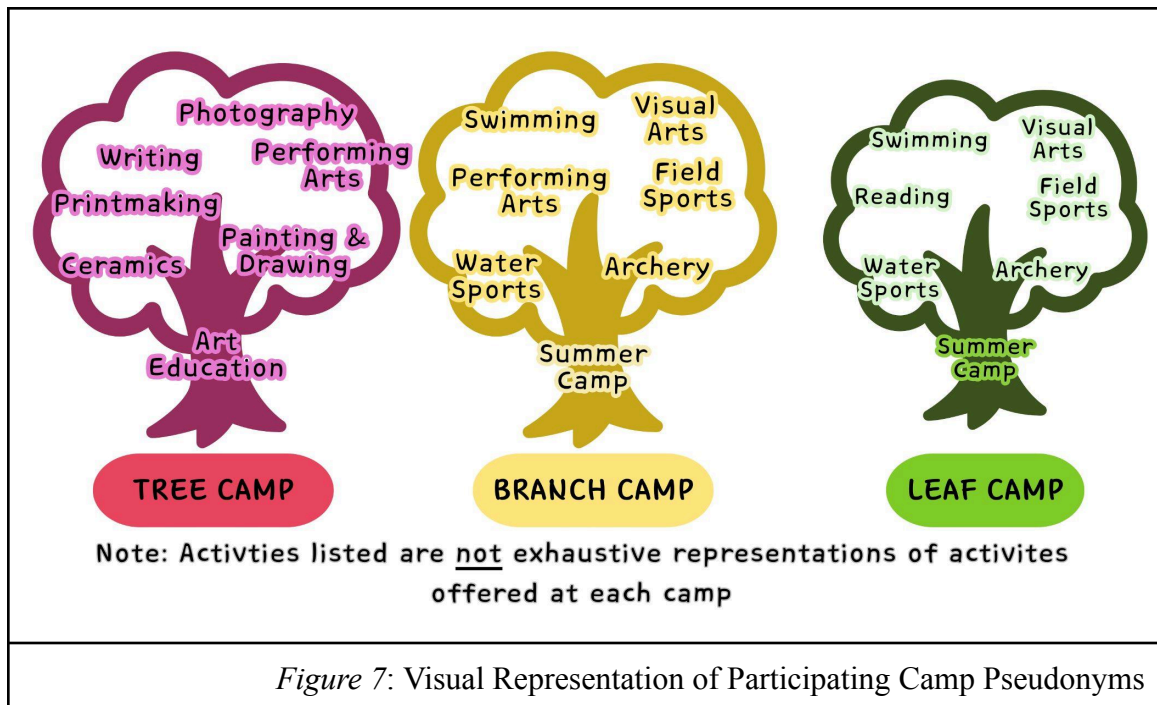 Photography
Writing
Performing
Arts
Printmaking
Painting &
Drawing
Ceramics
Art
Education
TREE CAMP
Swimming
Visual
Arts
Performing
Arts
Field
Sports
Water
Sports
Archery
Summer
Camp
BRANCH CAMP
Swimming
Visual
Arts
Reading
Field
Sports
Water
Sports
Archery
Summer
Camp
LEAF CAMP
Note: Activties listed are not exhaustive representations of activites
offered at each camp
Figure 7: Visual Representation of Participating Camp Pseudonyms